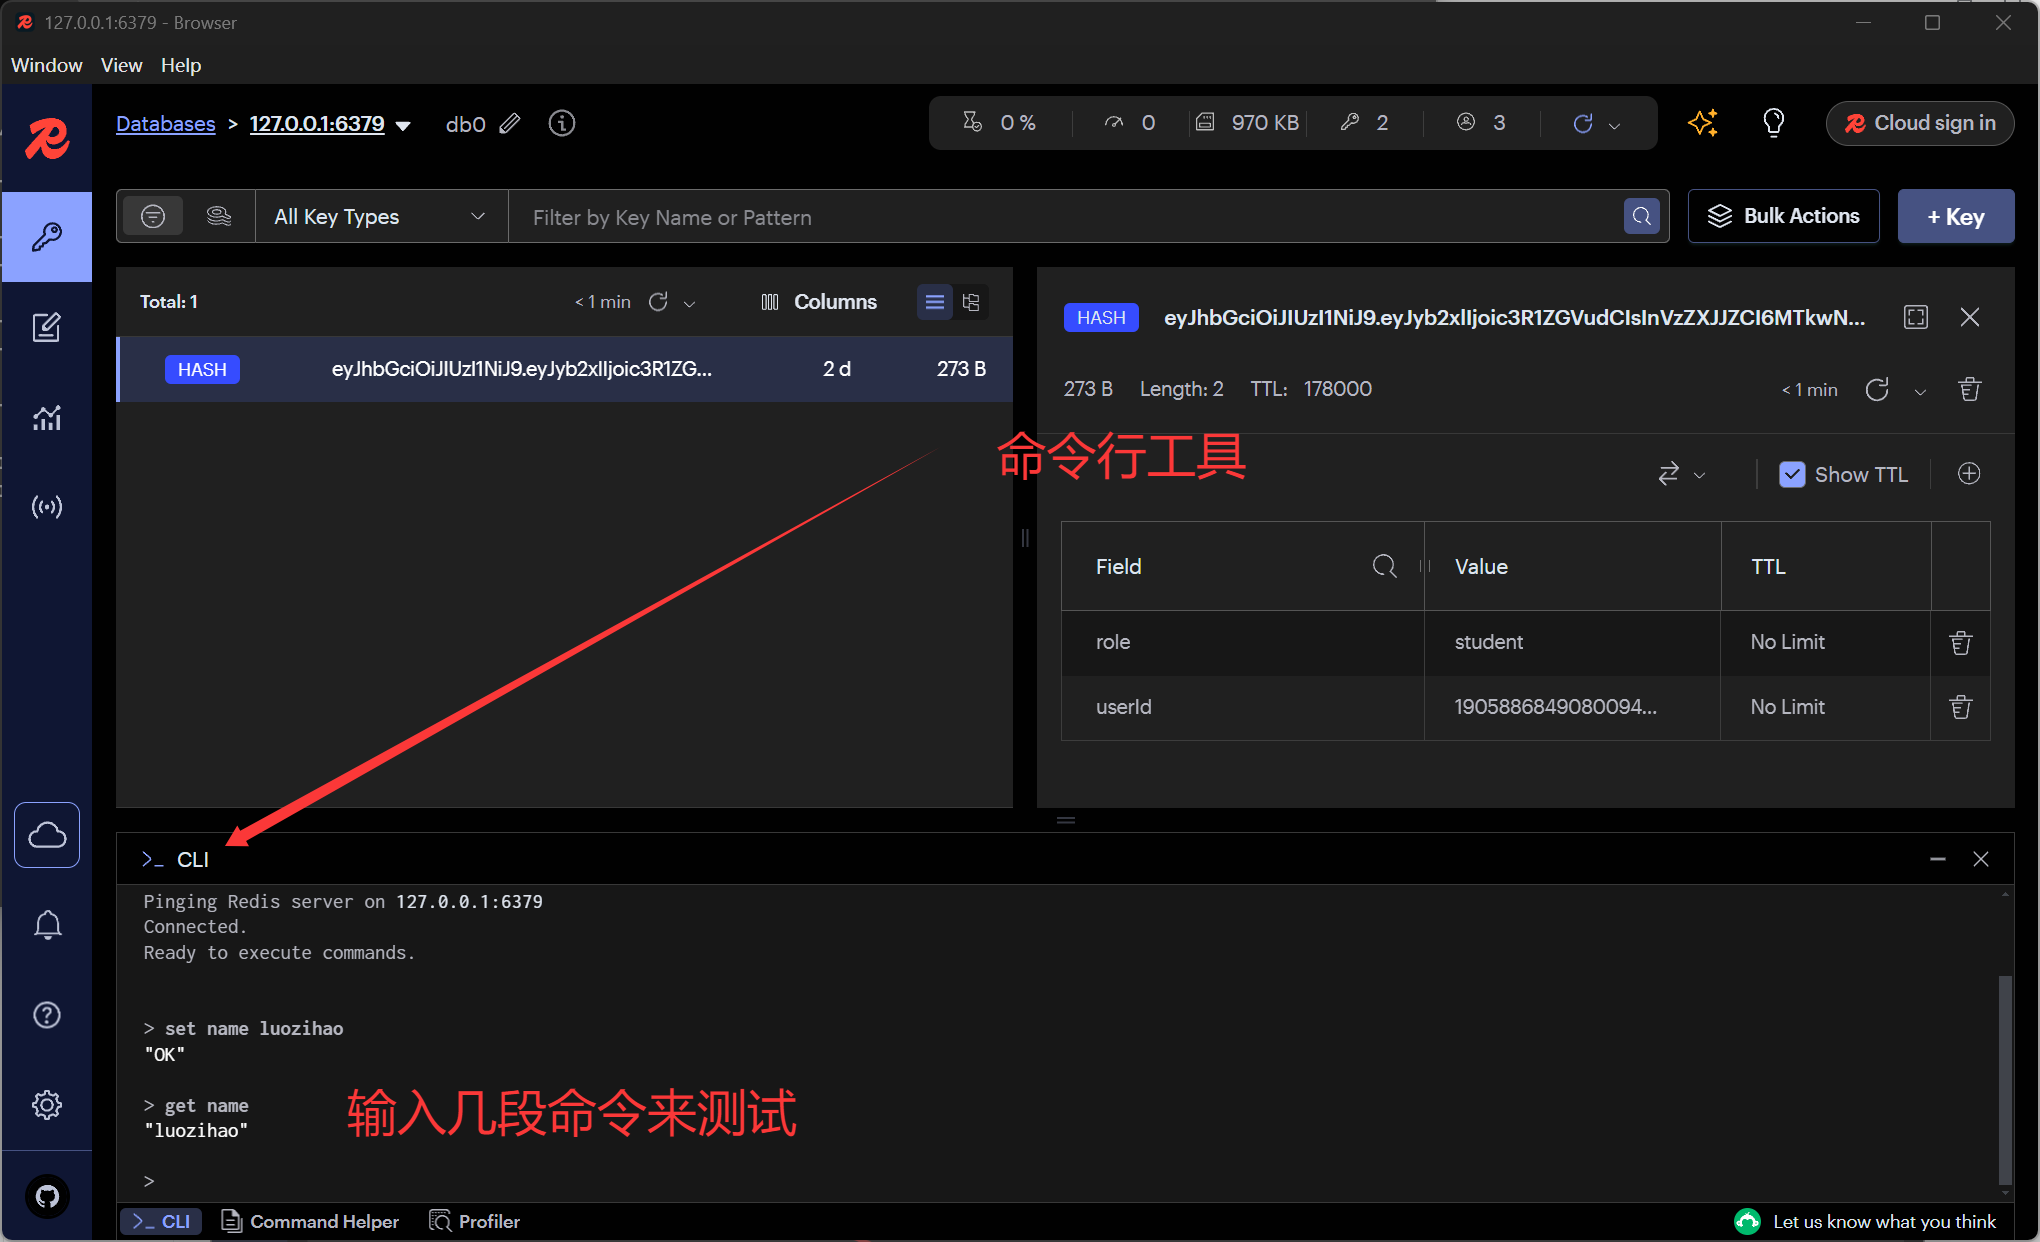 127.0.0.1:6379 - Browser
Window View Help
Databases > 127.0.0.1:6379 db0
0 % 0 970 KB 2 3
Cloud sign in
All Key Types
Filter by Key Name or Pattern
Bulk Actions
+ Key
Total: 1
< 1 min
Columns
HASH eyJhbGciOiJIUzI1NiJ9.eyJyb2xlIjoic3R1ZG... 2 d 273 B
HASH eyJhbGciOiJIUzI1NiJ9.eyJyb2xlIjoic3R1ZGVudCIsInVzZXJJZCI6MTkwN...
273 B Length: 2 TTL: 178000 < 1 min
命令行工具
Show TTL
Field Value TTL
role student No Limit
userId 1905886849080094... No Limit
>_ CLI
Pinging Redis server on 127.0.0.1:6379
Connected.
Ready to execute commands.
> set name luozihao
"OK"
> get name
"luozihao"
输入几段命令来测试
>
>_ CLI Command Helper Profiler
Let us know what you think